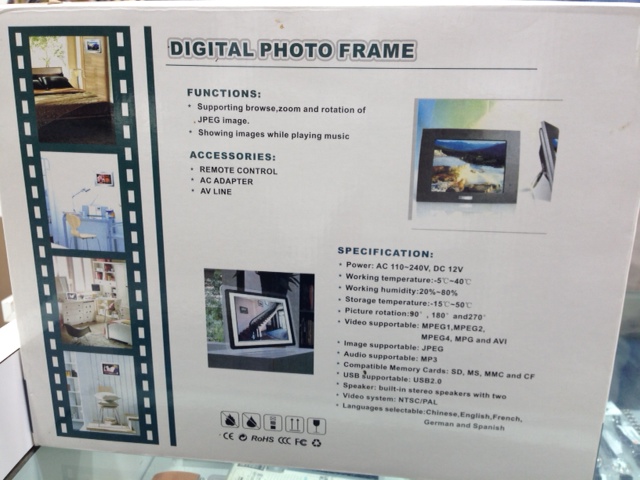 DIGITAL PHOTO FRAME
FUNCTIONS:
• Supporting browse,zoom and rotation of
. JPEG image.
• Showing images while playing music
ACCESSORIES:
• REMOTE CONTROL
• AC ADAPTER
• AV LINE
SPECIFICATION:
• Power: AC 110~240V, DC 12V
• Working temperature:-5℃~40℃
• Working humidity:20%~80%
• Storage temperature:-15℃~50℃
• Picture rotation:90°, 180° and270°
• Video supportable: MPEG1,MPEG2,
MPEG4, MPG and AVI
• Image supportable: JPEG
• Audio supportable: MP3
• Compatible Memory Cards: SD, MS, MMC and CF
• USB supportable: USB2.0
• Speaker: built-in stereo speakers with two
• Video system: NTSC/PAL
• Languages selectable:Chinese,English,French,
German and Spanish
CE RoHS CCC FC